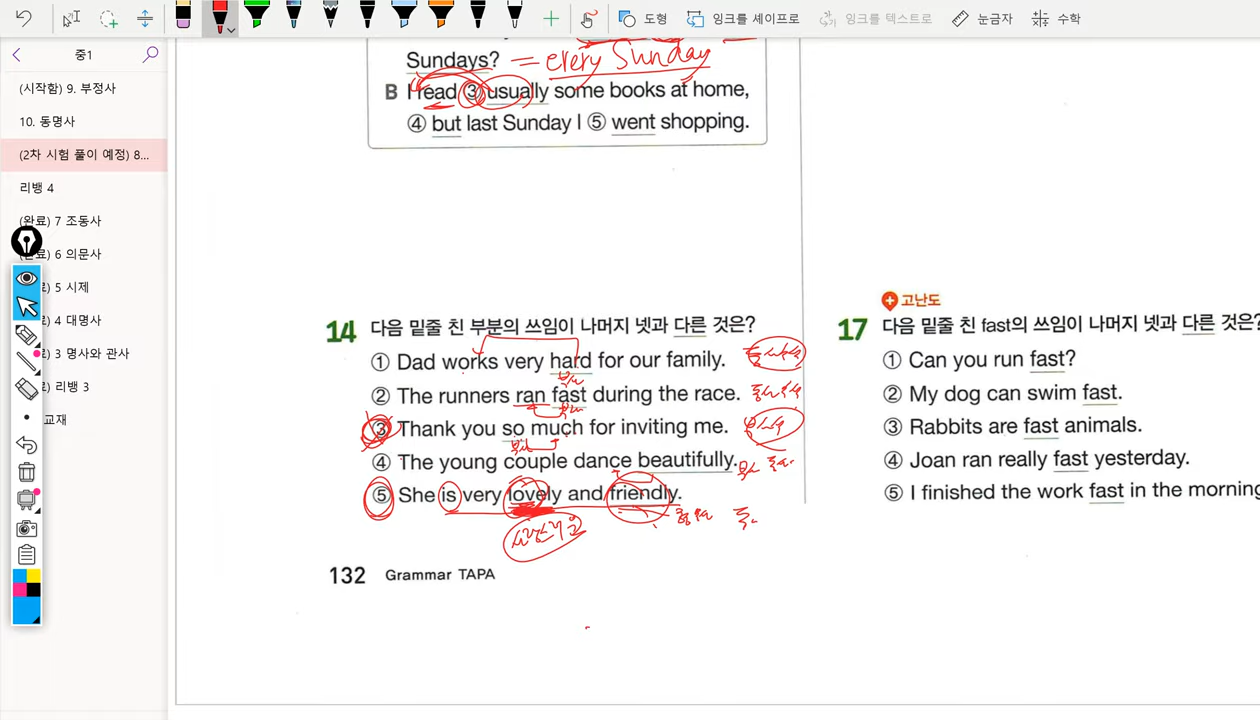 도형
잉크를 셰이프로
잉크를 텍스트로
눈금자
수학
중1
(시작함) 9. 부정사
10. 동명사
(2차 시험 풀이 예정) 8...
리뱅 4
(완료) 7 조동사
6 의문사
5 시제
4 대명사
3 명사와 관사
리뱅 3
교재
Sundays? = every Sunday
B I read ③ usually some books at home,
④ but last Sunday I ⑤ went shopping.
14 다음 밑줄 친 부분의 쓰임이 나머지 넷과 다른 것은?
① Dad works very hard for our family.
② The runners ran fast during the race.
③ Thank you so much for inviting me.
④ The young couple dance beautifully.
⑤ She is very lovely and friendly.
132 Grammar TAPA
고난도
17 다음 밑줄 친 fast의 쓰임이 나머지 넷과 다른 것은?
① Can you run fast?
② My dog can swim fast.
③ Rabbits are fast animals.
④ Joan ran really fast yesterday.
⑤ I finished the work fast in the morning